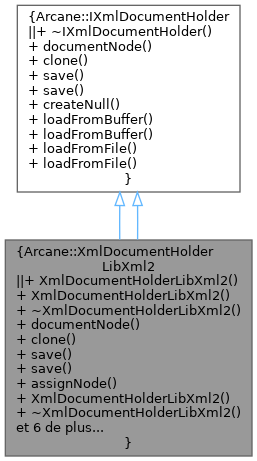 {Arcane::IXmlDocumentHolder
||+ ~IXmlDocumentHolder()
+ documentNode()
+ clone()
+ save()
+ save()
+ createNull()
+ loadFromBuffer()
+ loadFromBuffer()
+ loadFromFile()
+ loadFromFile()
}
{Arcane::XmlDocumentHolder
LibXml2
||+ XmlDocumentHolderLibXml2()
+ XmlDocumentHolderLibXml2()
+ ~XmlDocumentHolderLibXml2()
+ documentNode()
+ clone()
+ save()
+ save()
+ assignNode()
+ XmlDocumentHolderLibXml2()
+ ~XmlDocumentHolderLibXml2()
et 6 de plus...
}